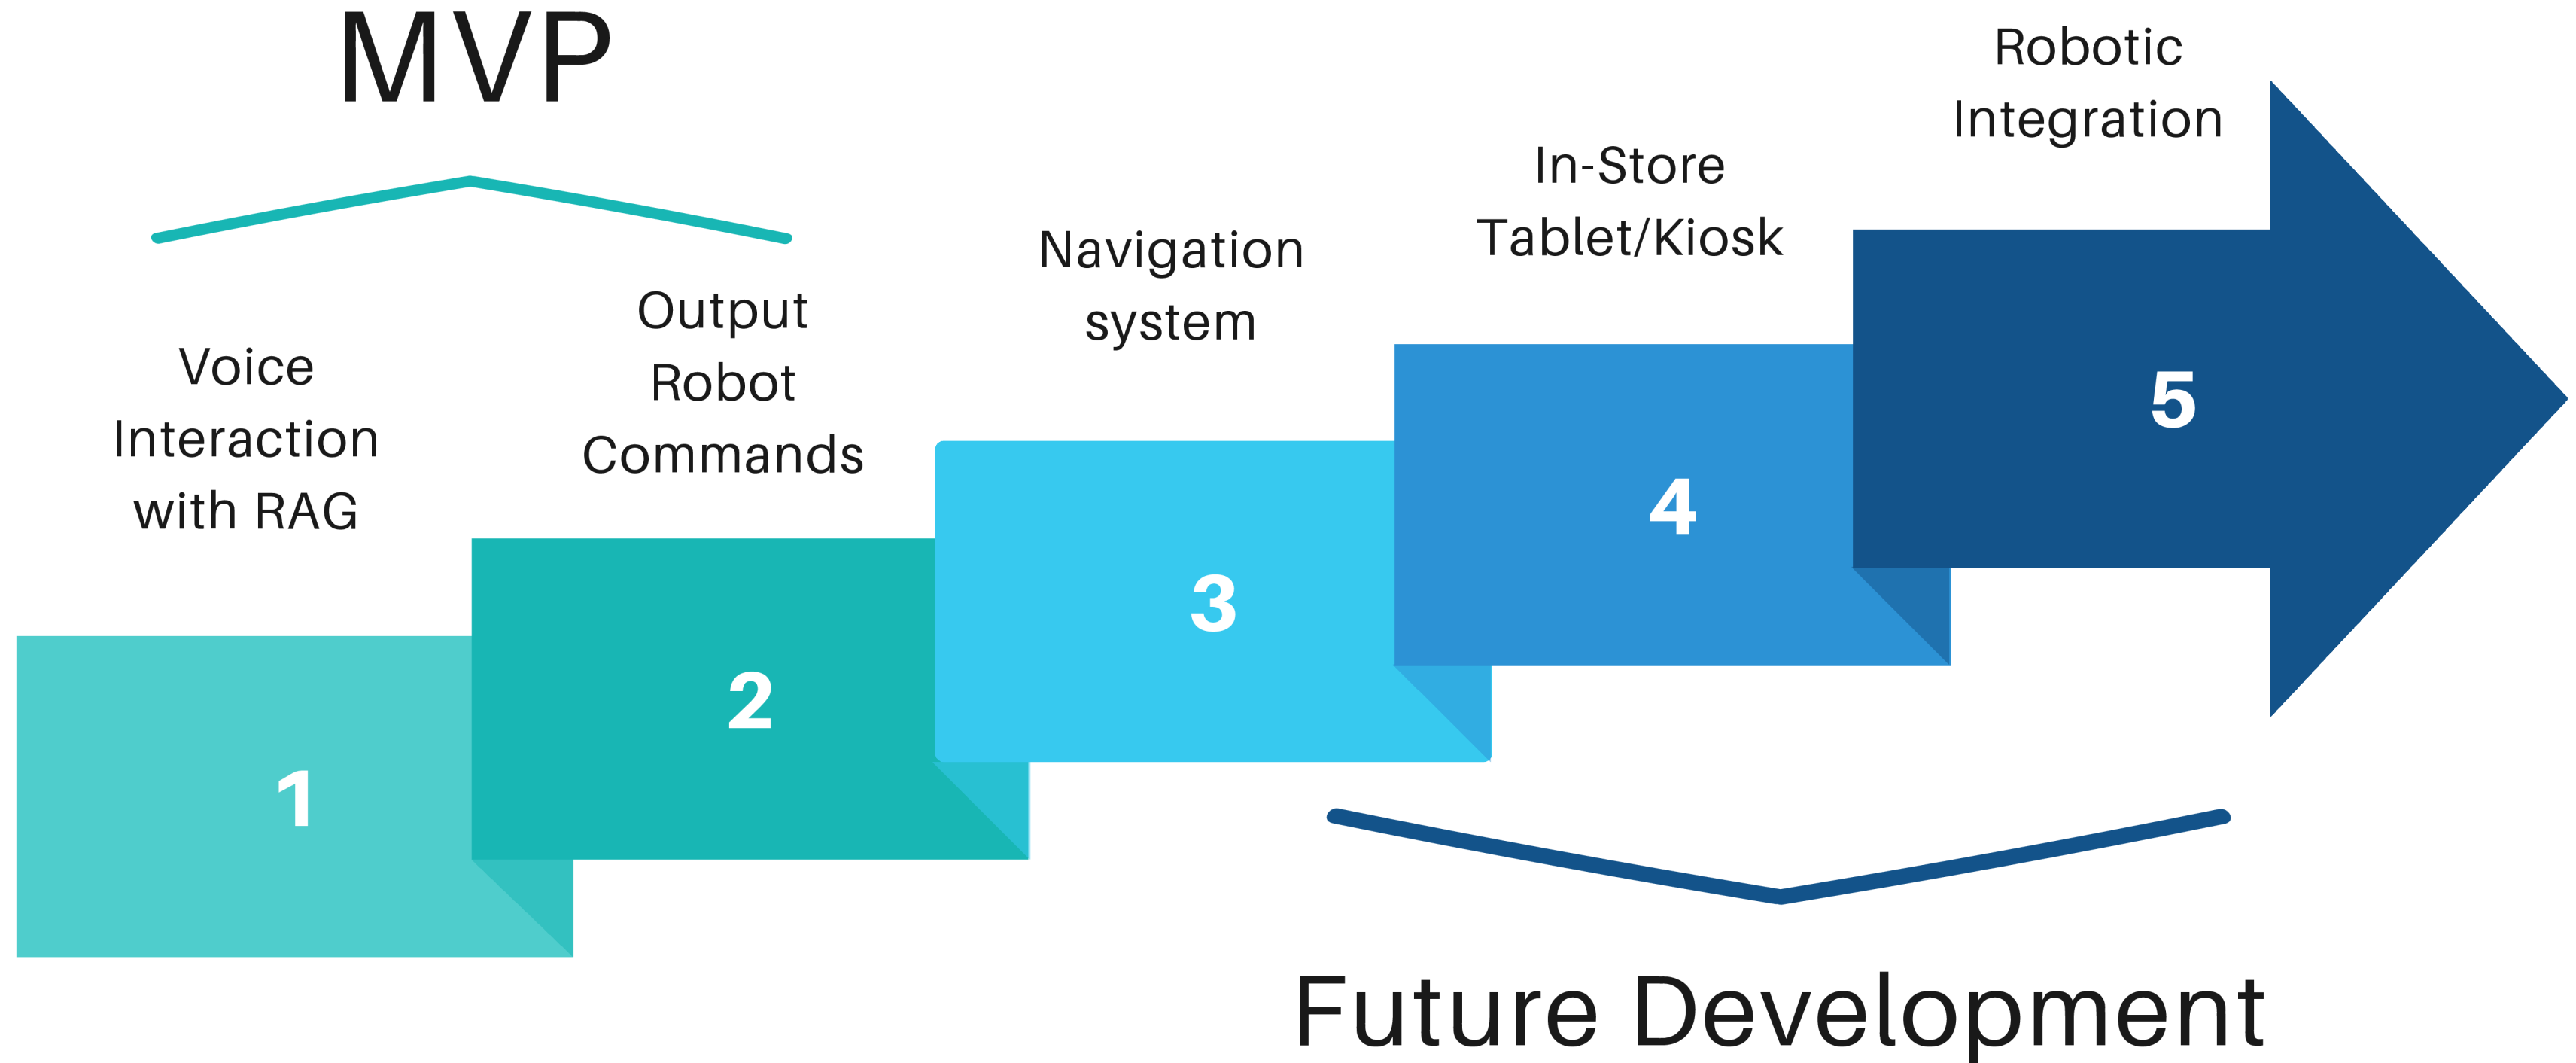 MVP
Voice
Interaction
with RAG
Output
Robot
Commands
Navigation
system
In-Store
Tablet/Kiosk
Robotic
Integration
1
2
3
4
5
Future Development